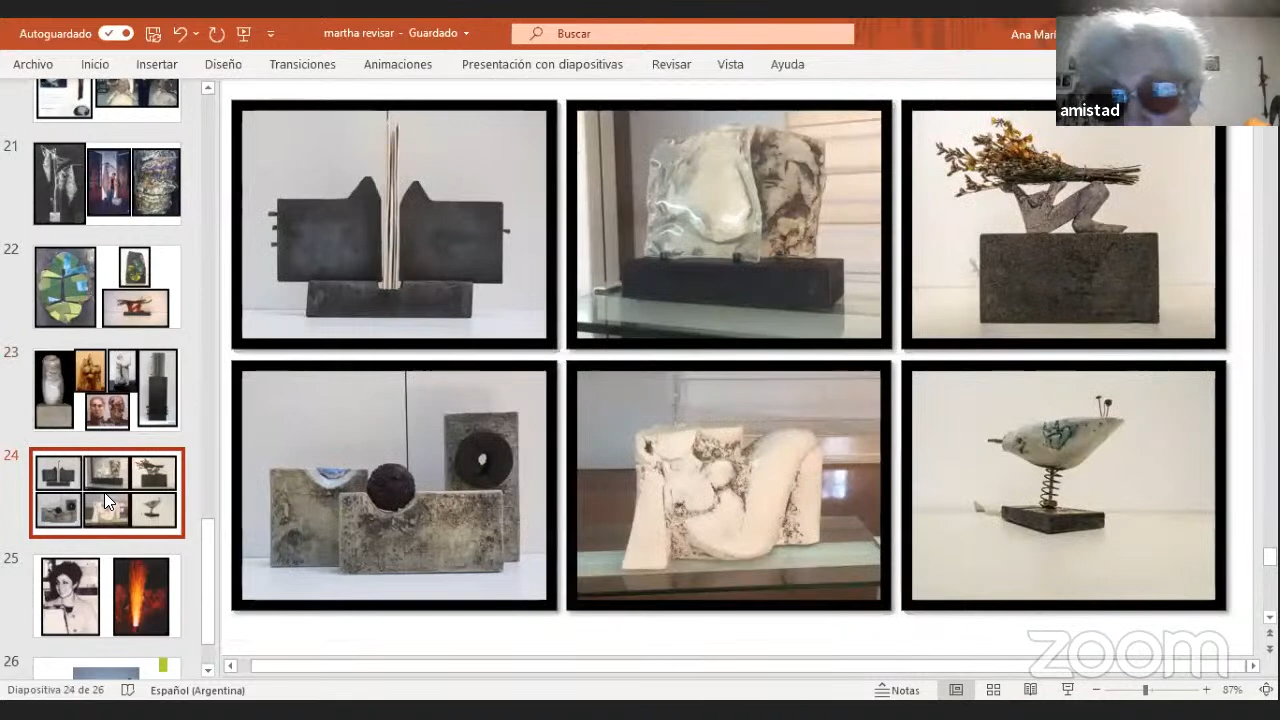 Autoguardado
martha revisar - Guardado
Buscar
Ana Marí
Archivo Inicio Insertar Diseño Transiciones Animaciones Presentación con diapositivas Revisar Vista Ayuda
amistad
21
22
23
24
25
26
zoom
Diapositiva 24 de 26 Español (Argentina) Notas 87%